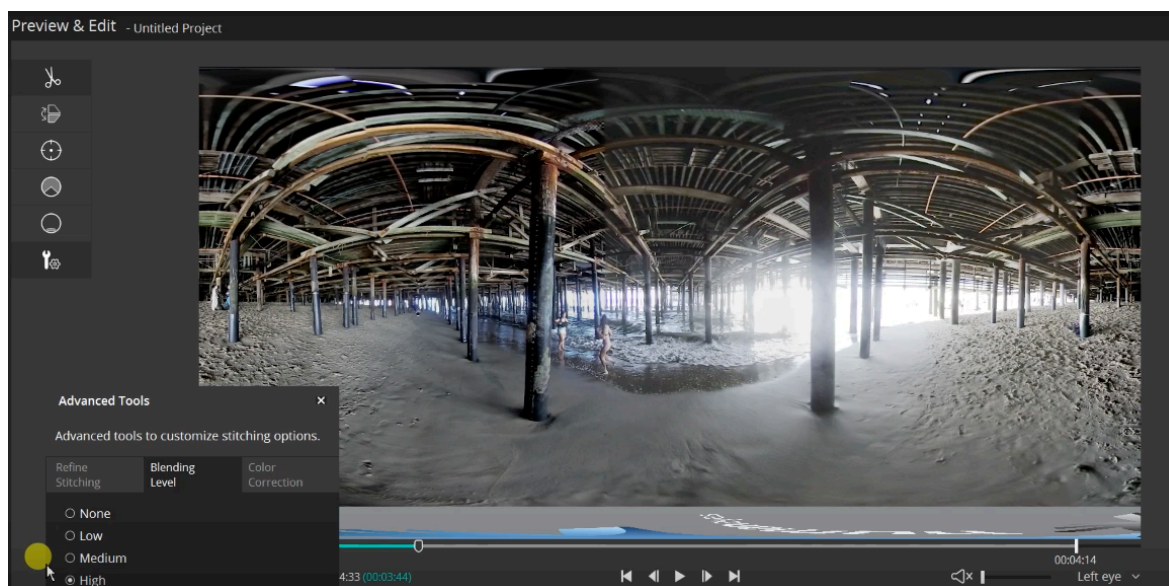 Preview & Edit - Untitled Project
Advanced Tools
Advanced tools to customize stitching options.
Refine Stitching
Blending Level
Color Correction
None
Low
Medium
High
00:04:14
4:33 (00:03:44)
Left eye